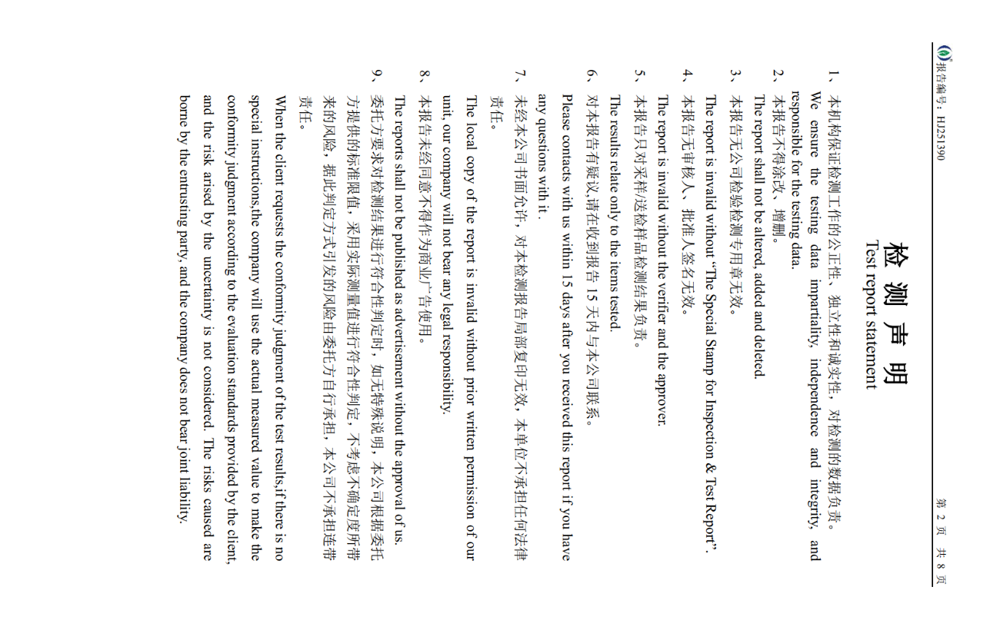 报告编号：HJ251390
第 2 页 共 8 页
检 测 声 明
Test report statement
1、 本机构保证检测工作的公正性、独立性和诚实性，对检测的数据负责。
We ensure the testing data impartiality, independence and integrity, and
responsible for the testing data.
2、 本报告不得涂改、增删。
The report shall not be altered, added and deleted.
3、 本报告无公司检验检测专用章无效。
The report is invalid without “The Special Stamp for Inspection & Test Report”.
4、 本报告无审核人、批准人签名无效。
The report is invalid without the verifier and the approver.
5、 本报告只对采样/送检样品检测结果负责。
The results relate only to the items tested.
6、 对本报告有疑议,请在收到报告 15 天内与本公司联系。
Please contacts with us within 15 days after you received this report if you have
any questions with it .
7、 未经本公司书面允许，对本检测报告局部复印无效，本单位不承担任何法律
责任。
The local copy of the report is invalid without prior written permission of our
unit, our company will not bear any legal responsibility.
8、 本报告未经同意不得作为商业广告使用。
The reports shall not be published as advertisement without the approval of us.
9、 委托方要求对检测结果进行符合性判定时，如无特殊说明，本公司根据委托
方提供的标准限值，采用实际测量值进行符合性判定，不考虑不确定度所带
来的风险，据此判定方式引发的风险由委托方自行承担，本公司不承担连带
责任。
When the client requests the conformity judgment of the test results,if there is no
special instructions,the company will use the actual measured value to make the
conformity judgment according to the evaluation standards provided by the client,
and the risk arised by the uncertainty is not considered. The risks caused are
borne by the entrusting party, and the company does not bear joint liability.